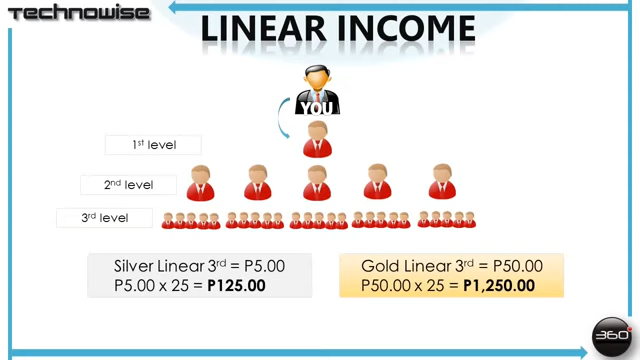 TECHNOWISE
LINEAR INCOME
YOU
1st level
2nd level
3rd level
Silver Linear 3rd = P5.00
P5.00 x 25 = P125.00
Gold Linear 3rd = P50.00
P50.00 x 25 = P1,250.00
360°